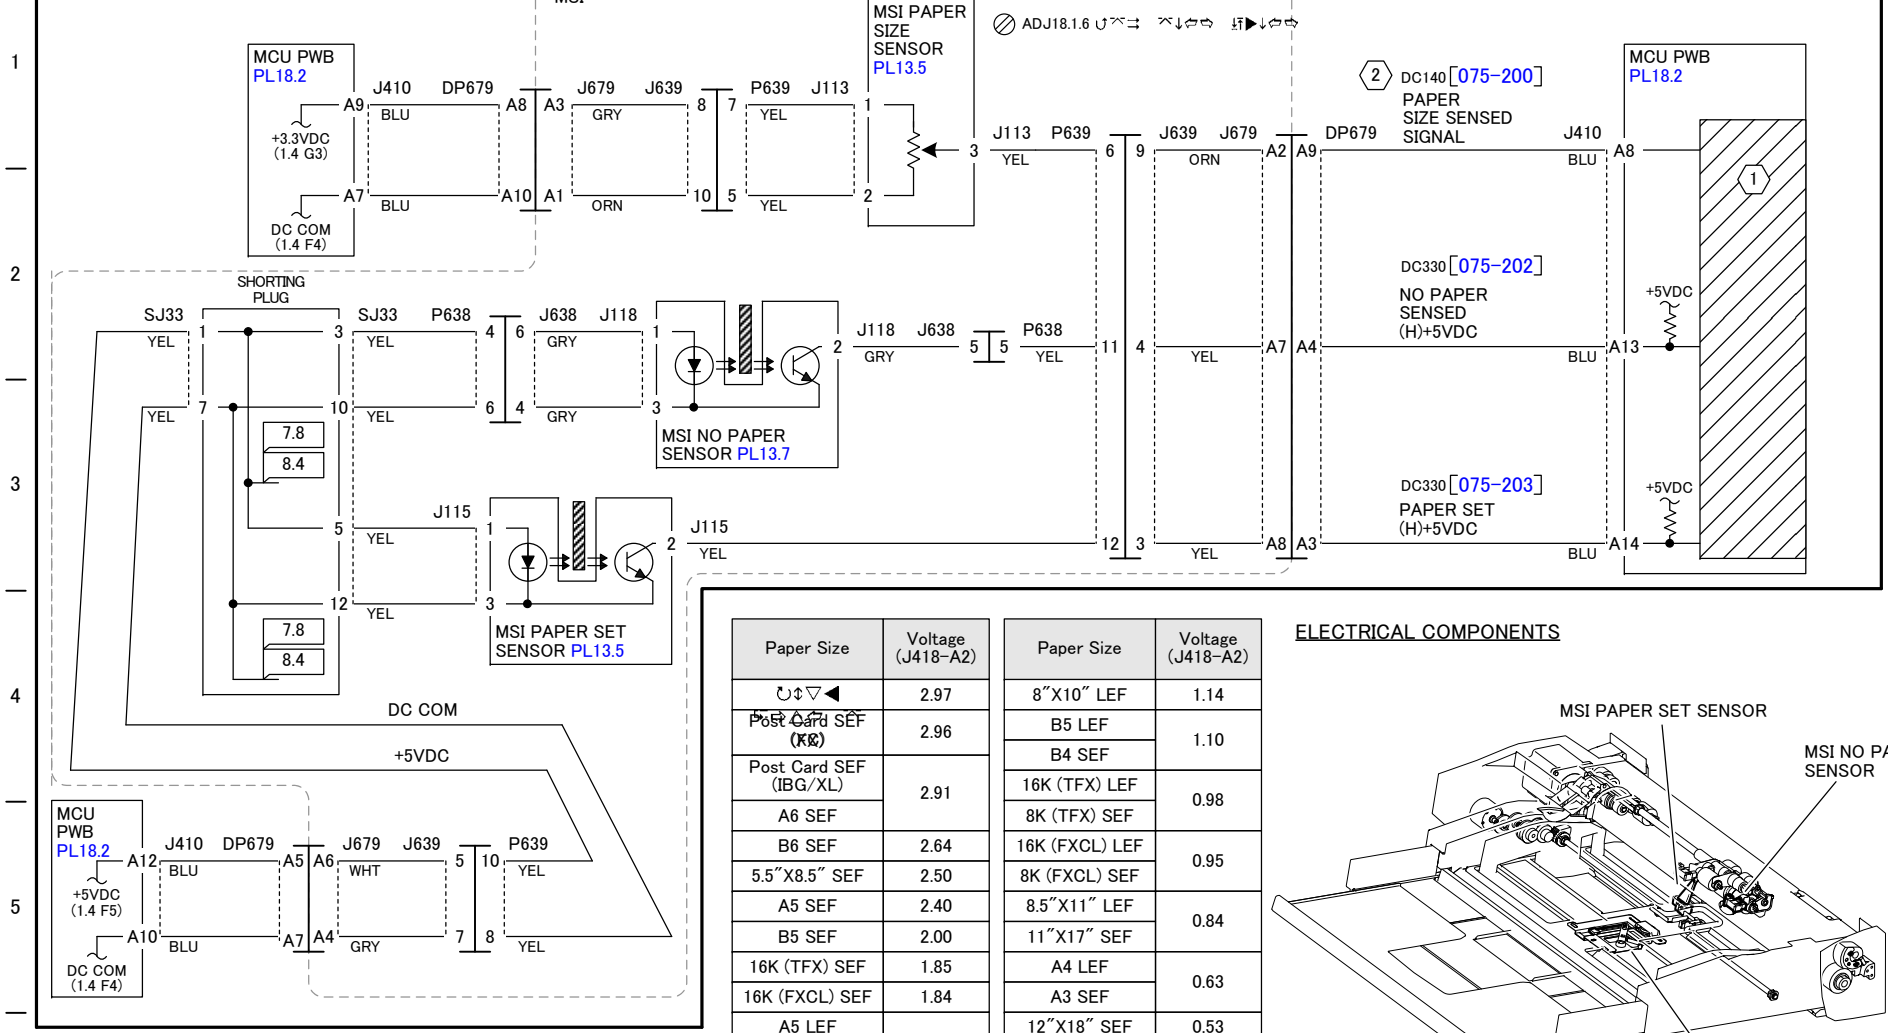 MSI
ADJ18.1.6
1
2
3
4
5
MCU PWB
PL18.2
A9
J410
BLU
DP679
A8
A3
J679
GRY
J639
8
7
P639
YEL
J113
1
+3.3VDC
(1.4 G3)
A7
BLU
A10
A1
ORN
10
5
YEL
2
DC COM
(1.4 F4)
MSI PAPER
SIZE
SENSOR
PL13.5
3
J113
YEL
P639
6
9
J639
ORN
J679
A2
A9
DP679
2
DC140 [075-200]
PAPER
SIZE SENSED
SIGNAL
J410
BLU
A8
MCU PWB
PL18.2
1
SHORTING
PLUG
SJ33
YEL
1
3
SJ33
YEL
P638
4
6
J638
GRY
J118
1
2
J118
GRY
J638
5
5
P638
YEL
11
4
YEL
A7
A4
DC330 [075-202]
NO PAPER
SENSED
(H)+5VDC
BLU
A13
+5VDC
YEL
7
10
YEL
6
4
GRY
3
MSI NO PAPER
SENSOR PL13.7
7.8
8.4
5
YEL
J115
1
2
J115
YEL
12
3
YEL
A8
A3
DC330 [075-203]
PAPER SET
(H)+5VDC
BLU
A14
+5VDC
12
YEL
3
MSI PAPER SET
SENSOR PL13.5
7.8
8.4
DC COM
+5VDC
MCU
PWB
PL18.2
A12
J410
BLU
DP679
A5
A6
J679
WHT
J639
5
10
P639
YEL
+5VDC
(1.4 F5)
A10
BLU
A7
A4
GRY
7
8
YEL
DC COM
(1.4 F4)
Paper Size Voltage
(J418-A2)
2.97
Post Card SEF
2.96
Post Card SEF
(IBG/XL)
2.91
A6 SEF
B6 SEF 2.64
5.5"X8.5" SEF 2.50
A5 SEF 2.40
B5 SEF 2.00
16K (TFX) SEF 1.85
16K (FXCL) SEF 1.84
A5 LEF
Paper Size Voltage
(J418-A2)
8"X10" LEF 1.14
B5 LEF
1.10
B4 SEF
16K (TFX) LEF
0.98
8K (TFX) SEF
16K (FXCL) LEF
0.95
8K (FXCL) SEF
8.5"X11" LEF
0.84
11"X17" SEF
A4 LEF
0.63
A3 SEF
12"X18" SEF 0.53
ELECTRICAL COMPONENTS
MSI PAPER SET SENSOR
MSI NO PA
SENSOR